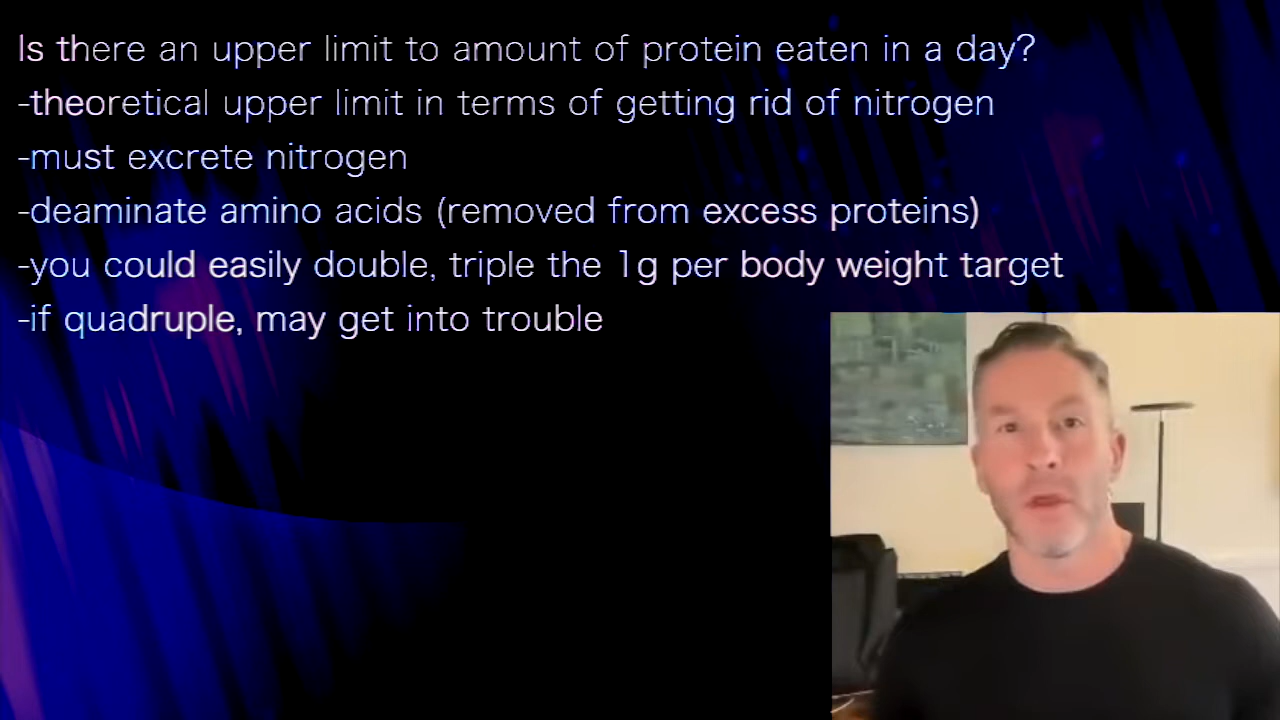 Is there an upper limit to amount of protein eaten in a day?
-theoretical upper limit in terms of getting rid of nitrogen
-must excrete nitrogen
-deaminate amino acids (removed from excess proteins)
-you could easily double, triple the 1g per body weight target
-if quadruple, may get into trouble